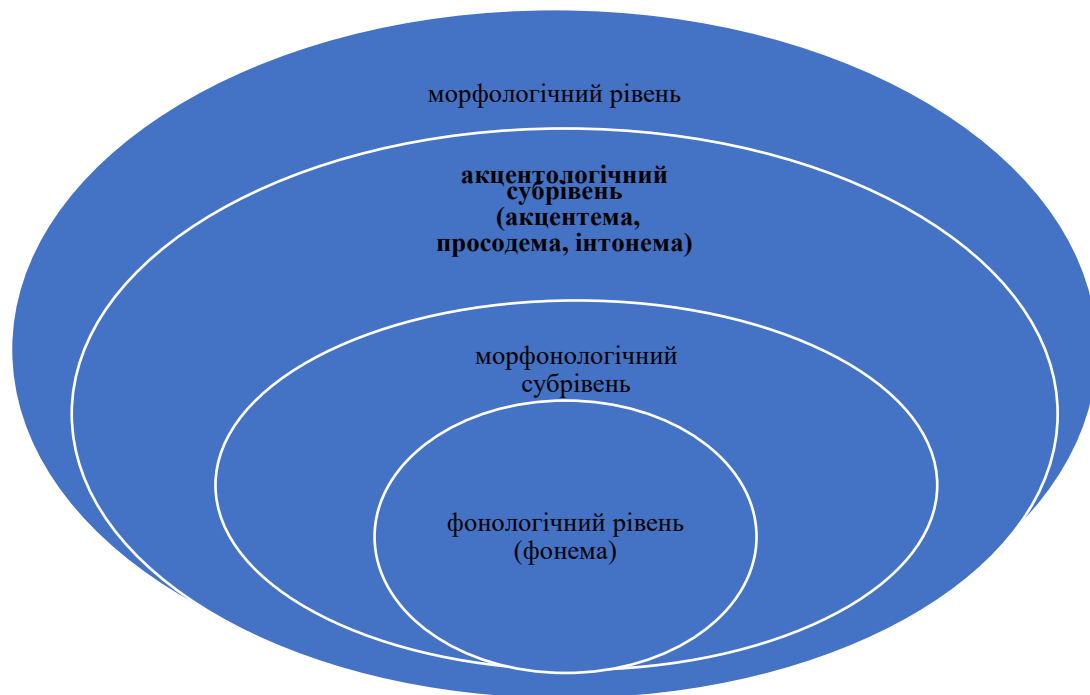 морфологічний рівень
акцентологічний
субрівень
(акцентема,
просодема, інтонема)
морфонологічний
субрівень
фонологічний рівень
(фонема)